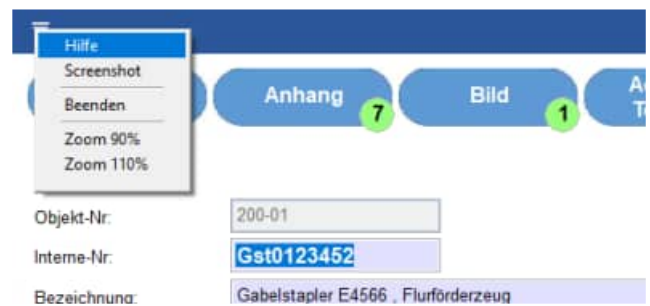 Hilfe
Screenshot
Beenden
Zoom 90%
Zoom 110%
Anhang
7
Bild
1
Objekt-Nr:
200-01
Interne-Nr:
Gst0123452
Bezeichnung:
Gabelstapler E4566 , Flurförderzeug